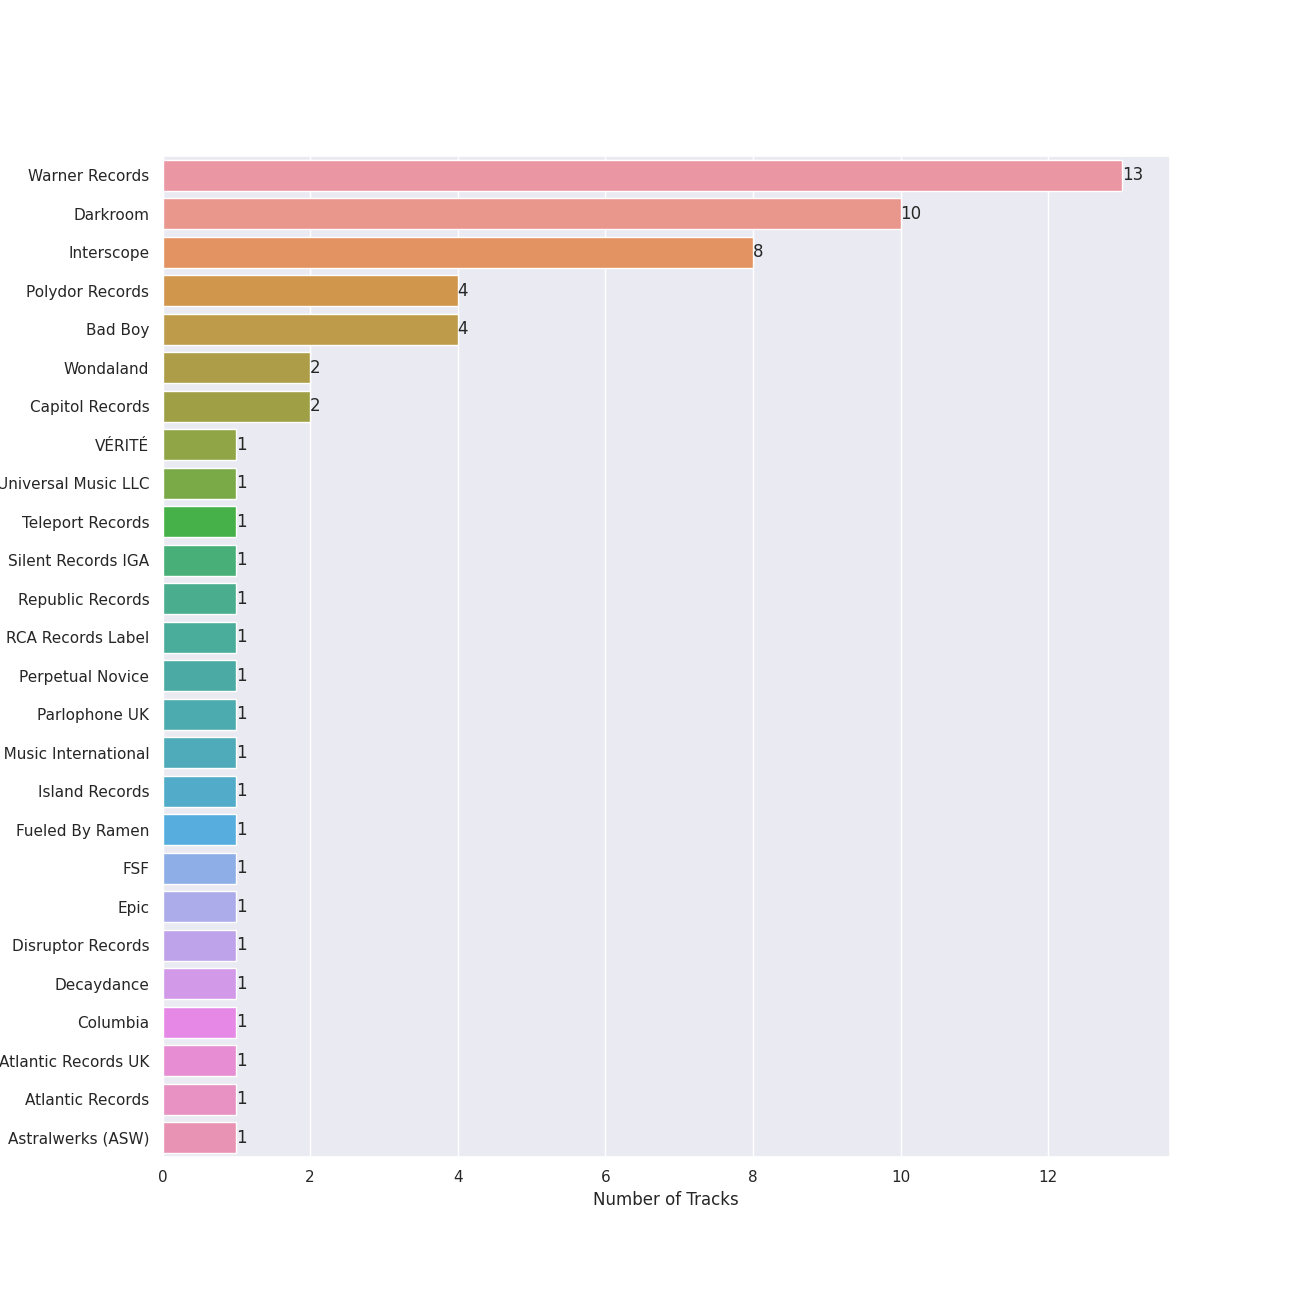 Warner Records
13
Darkroom
10
Interscope
8
Polydor Records
4
Bad Boy
4
Wondaland
2
Capitol Records
2
VÉRITÉ
1
Universal Music LLC
1
Teleport Records
1
Silent Records IGA
1
Republic Records
1
RCA Records Label
1
Perpetual Novice
1
Parlophone UK
1
Music International
1
Island Records
1
Fueled By Ramen
1
FSF
1
Epic
1
Disruptor Records
1
Decaydance
1
Columbia
1
Atlantic Records UK
1
Atlantic Records
1
Astralwerks (ASW)
1
0 2 4 6 8 10 12
Number of Tracks